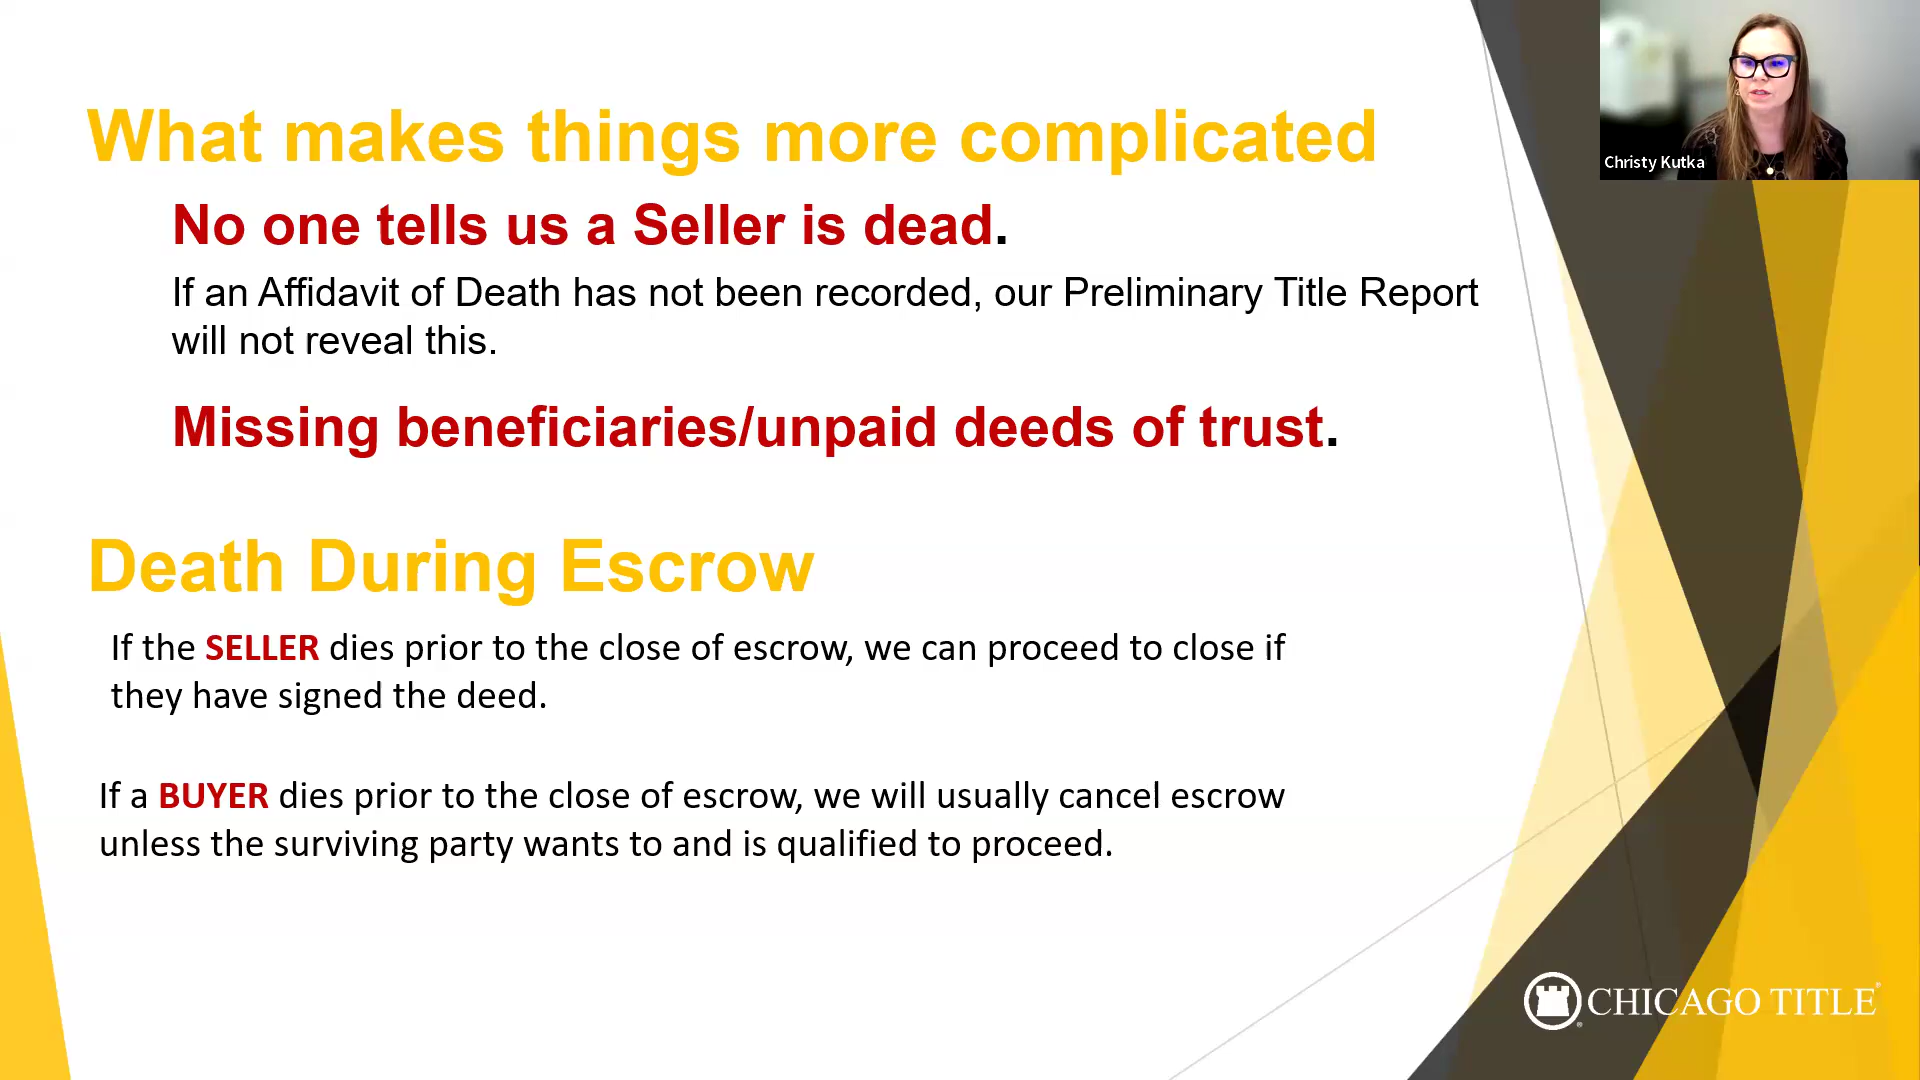 What makes things more complicated
No one tells us a Seller is dead.
If an Affidavit of Death has not been recorded, our Preliminary Title Report
will not reveal this.
Missing beneficiaries/unpaid deeds of trust.
Death During Escrow
If the SELLER dies prior to the close of escrow, we can proceed to close if
they have signed the deed.
If a BUYER dies prior to the close of escrow, we will usually cancel escrow
unless the surviving party wants to and is qualified to proceed.
Christy Kutka
CHICAGO TITLE®